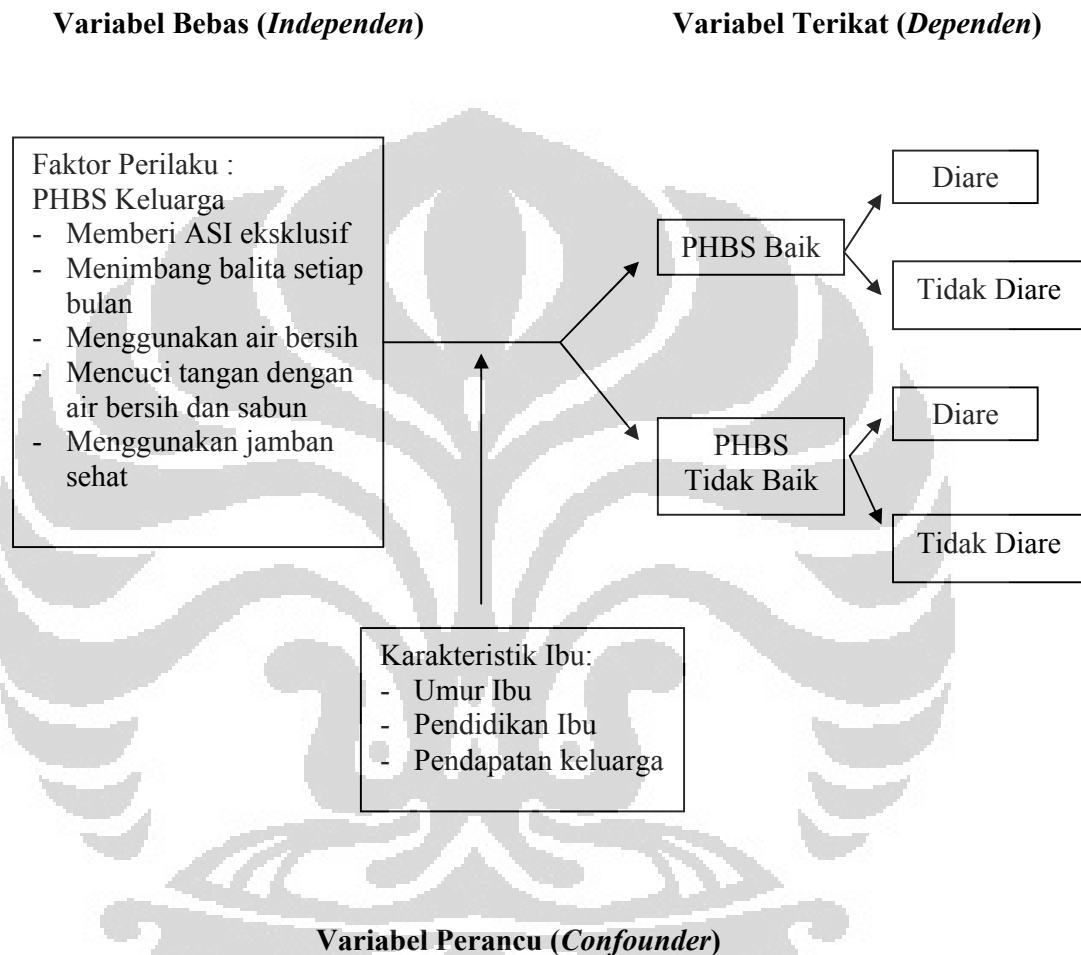 Variabel Bebas (Independen)
Variabel Terikat (Dependen)
Faktor Perilaku :
PHBS Keluarga
- Memberi ASI eksklusif
- Menimbang balita setiap
bulan
- Menggunakan air bersih
- Mencuci tangan dengan
air bersih dan sabun
- Menggunakan jamban
sehat
PHBS Baik
Diare
Tidak Diare
PHBS
Tidak Baik
Diare
Tidak Diare
Karakteristik Ibu:
- Umur Ibu
- Pendidikan Ibu
- Pendapatan keluarga
Variabel Perancu (Confounder)